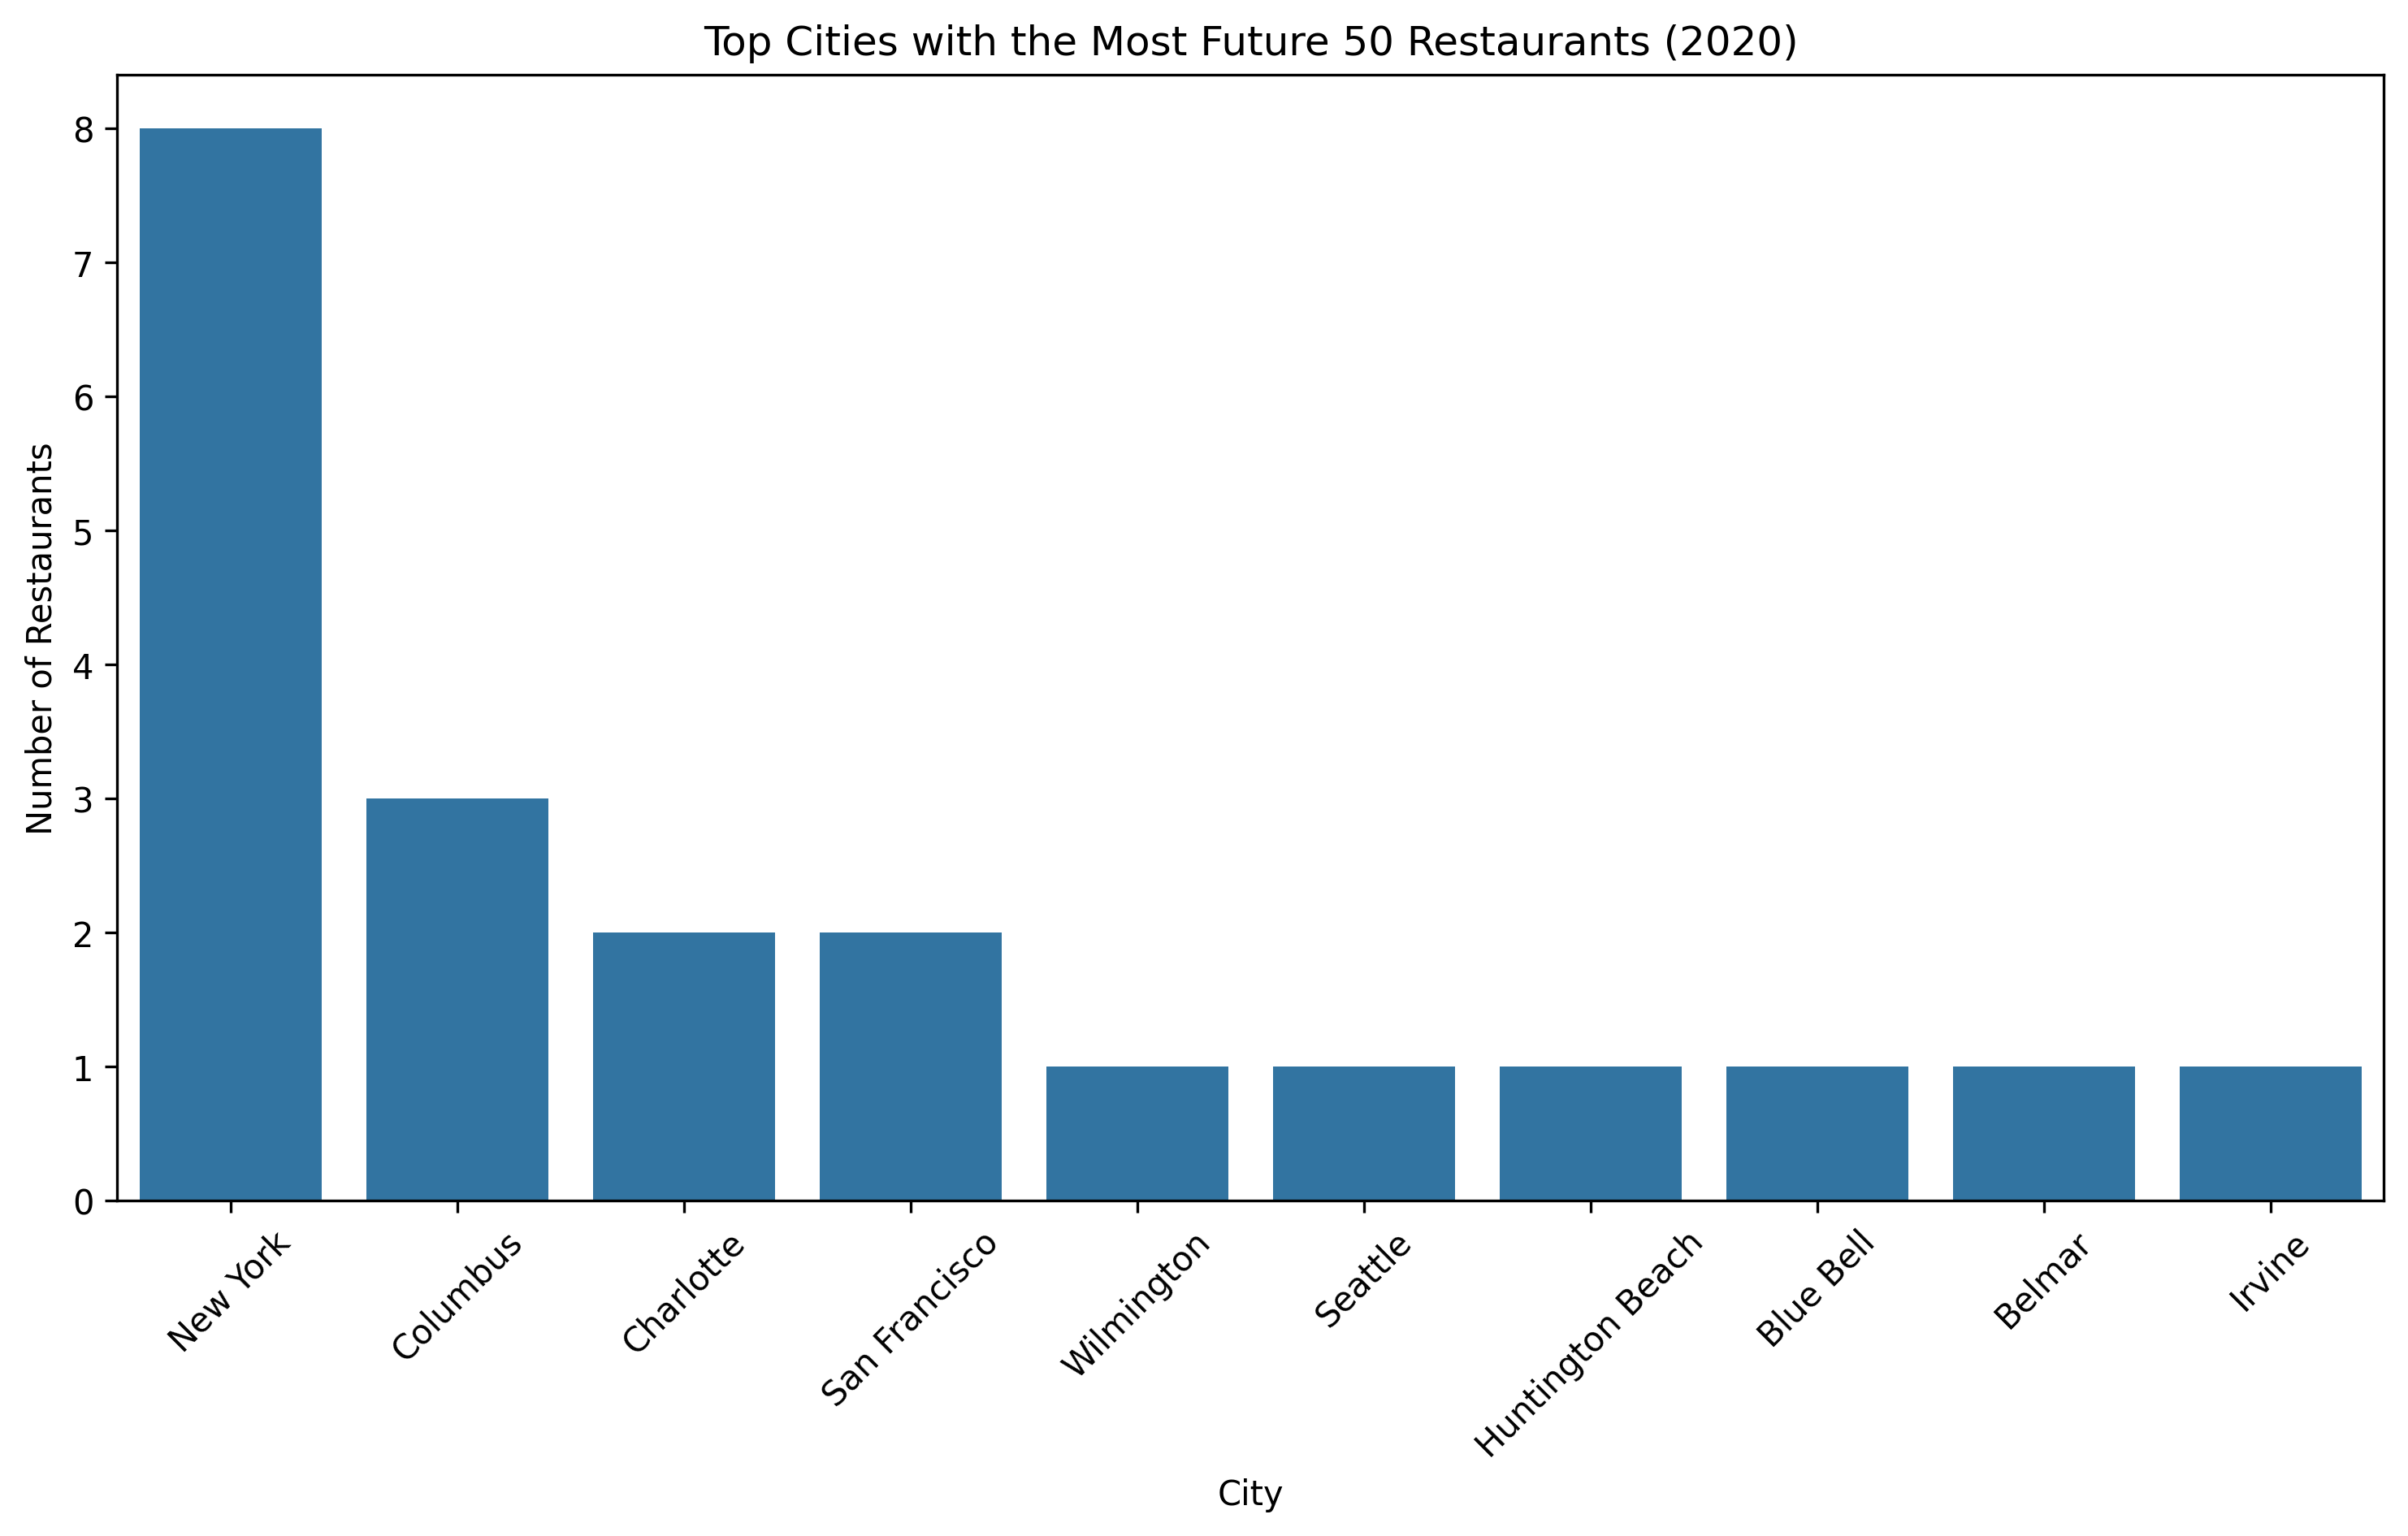 Top Cities with the Most Future 50 Restaurants (2020)
Number of Restaurants
8
7
6
5
4
3
2
1
0
New York
Columbus
Charlotte
San Francisco
Wilmington
Seattle
Huntington Beach
Blue Bell
Belmar
Irvine
City